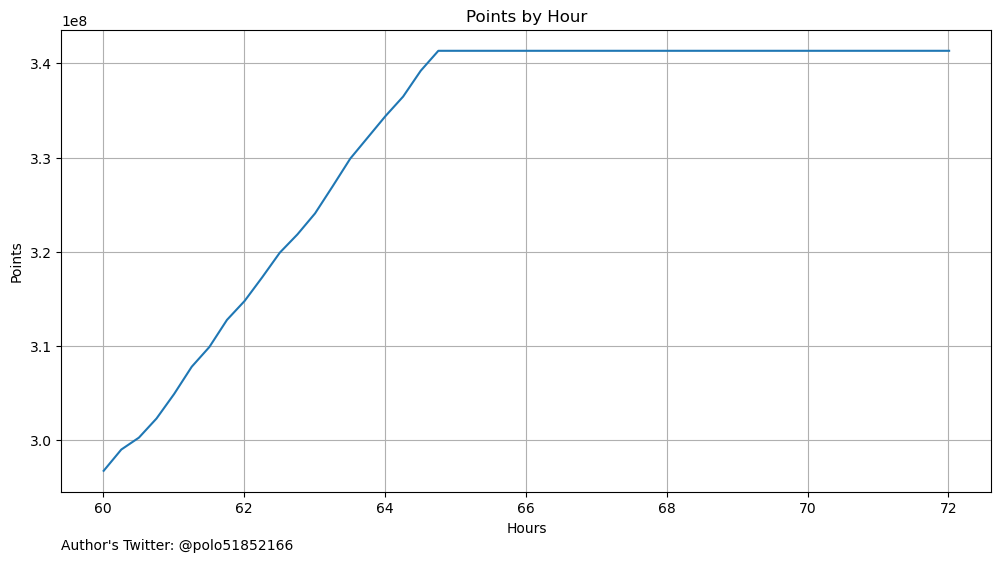 Points by Hour
1e8
3.4
3.3
3.2
3.1
3.0
Points
60 62 64 66 68 70 72
Hours
Author's Twitter: @polo51852166